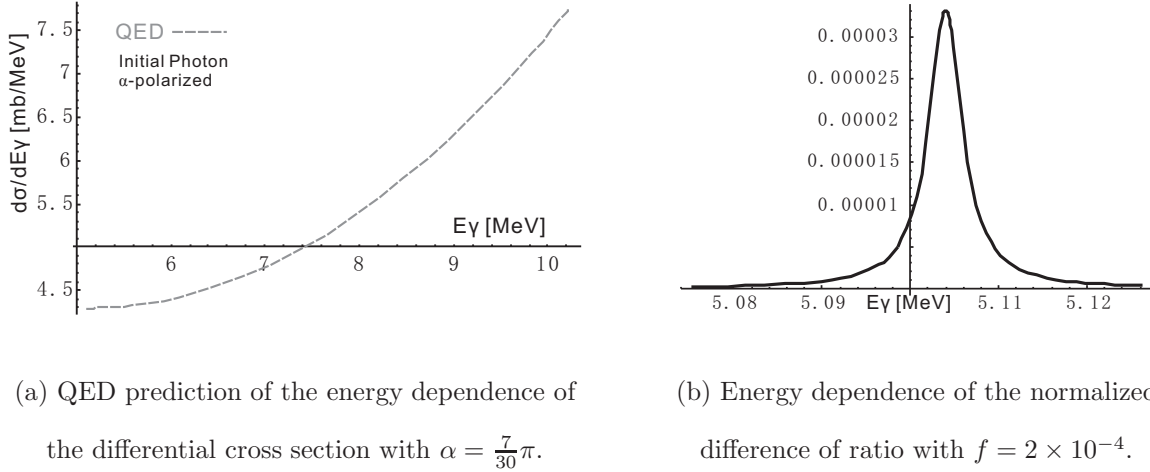 7.5
7
6.5
6
5.5
4.5
dσ/dEγ [mb/MeV]
QED
Initial Photon
α-polarized
Eγ [MeV]
6 7 8 9 10
0.00003
0.000025
0.00002
0.000015
0.00001
5.08 5.09 Eγ [MeV] 5.11 5.12
(a) QED prediction of the energy dependence of
the differential cross section with α = 7/30 π.
(b) Energy dependence of the normalized
difference of ratio with f = 2 × 10⁻⁴.